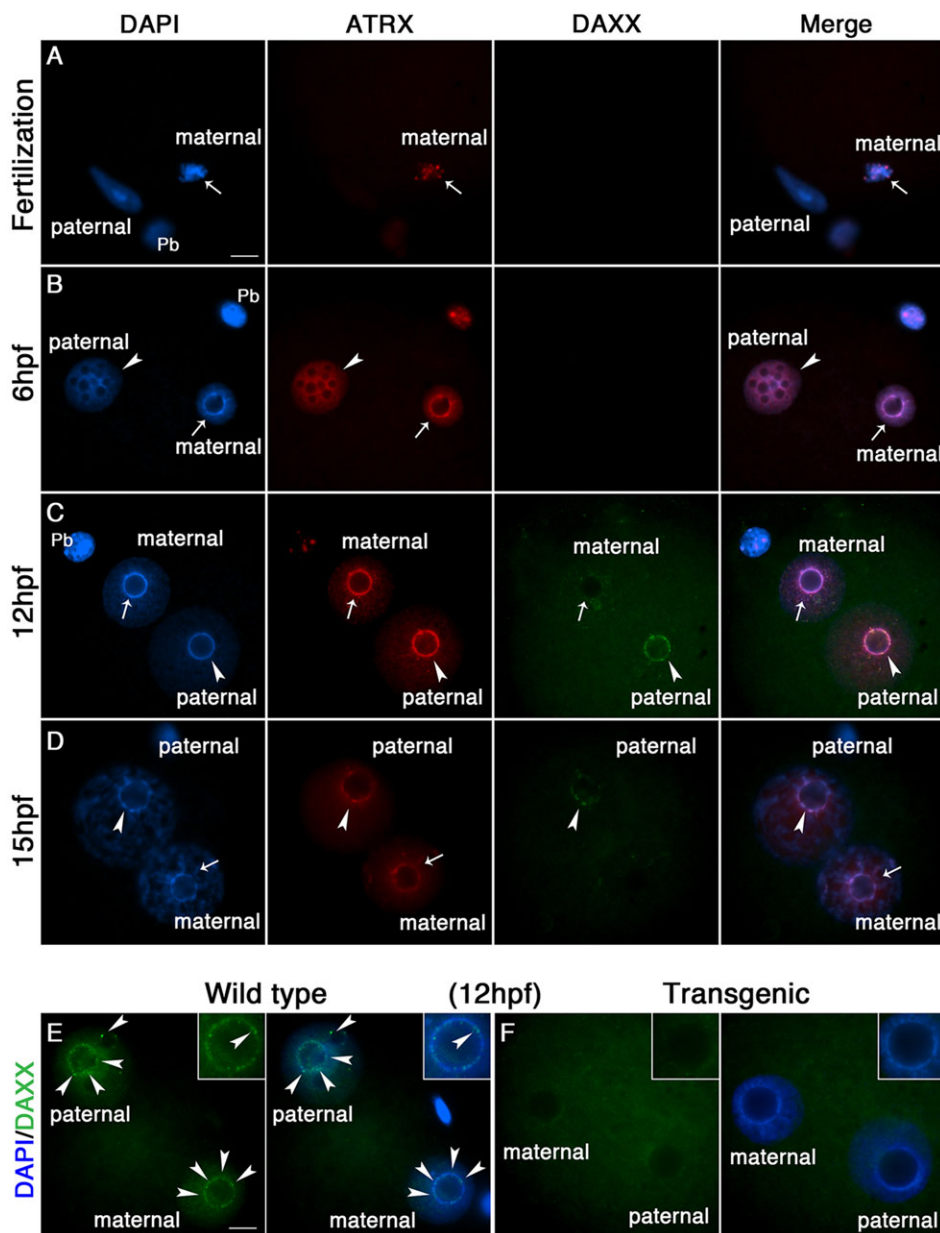 DAPI ATRX DAXX Merge
Fertilization
A
maternal maternal maternal
paternal paternal
Pb
6hpf
B
Pb
paternal paternal
maternal maternal
12hpf
C
Pb
maternal maternal maternal maternal
paternal paternal paternal paternal
15hpf
D
paternal paternal paternal paternal
maternal maternal maternal
Wild type (12hpf) Transgenic
DAPI/DAXX
E F
paternal paternal
maternal maternal
maternal maternal
paternal paternal